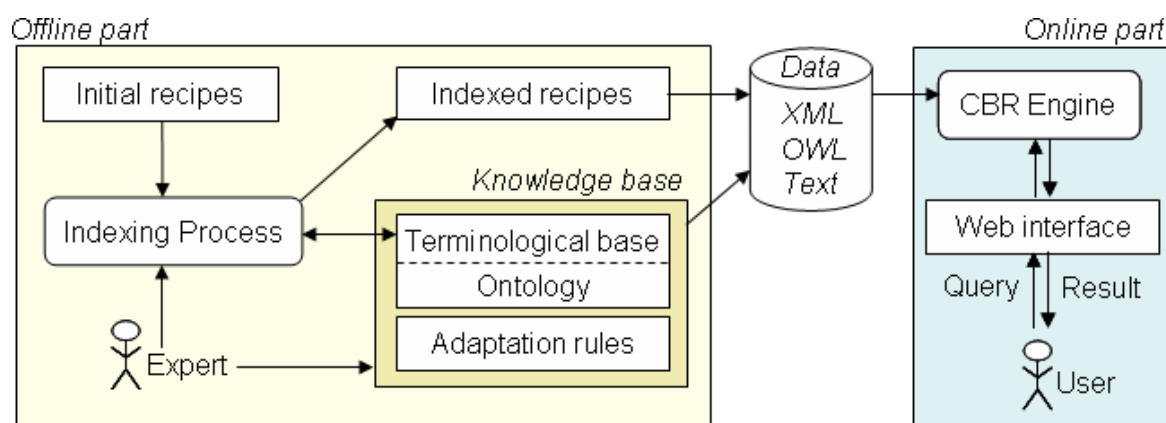 Offline part
Online part
Initial recipes
Indexed recipes
Data
XML
OWL
Text
CBR Engine
Knowledge base
Indexing Process
Terminological base
Ontology
Adaptation rules
Web interface
Query
Result
Expert
User